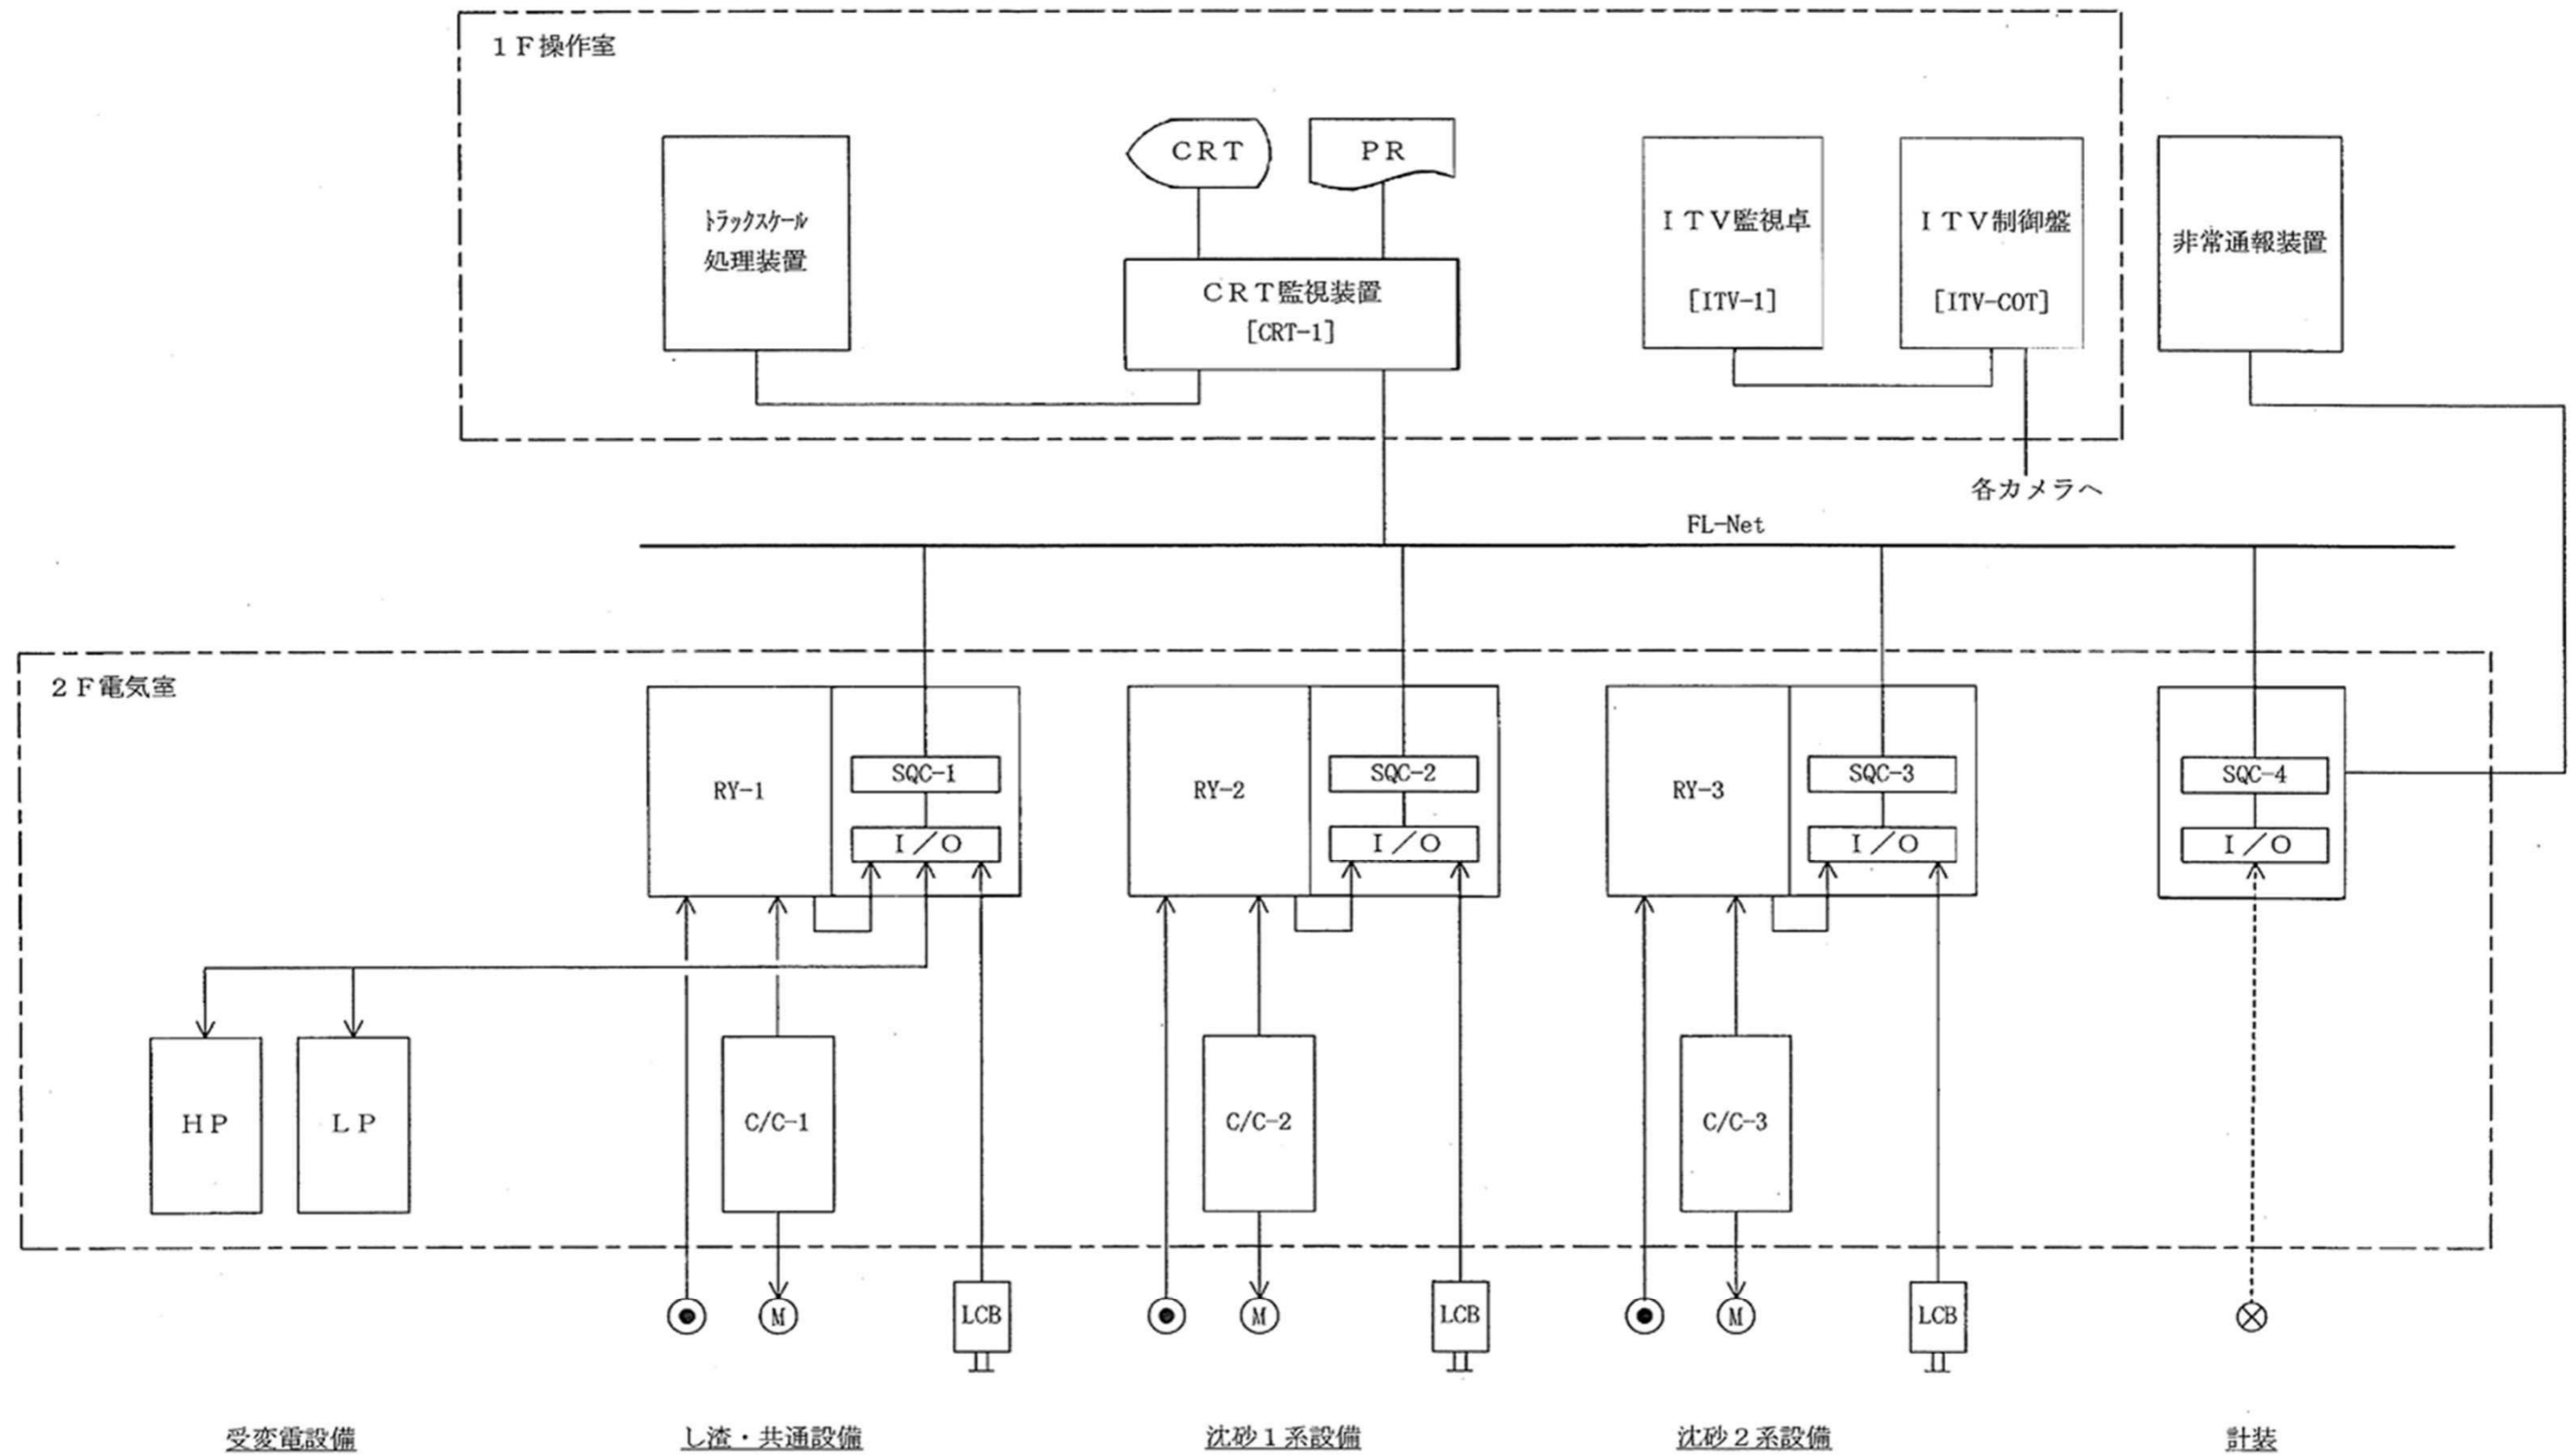 １Ｆ操作室
ＣＲＴ
ＰＲ
ﾄﾗｯｸｽｹｰﾙ
処理装置
ＣＲＴ監視装置
[CRT-1]
ＩＴＶ監視卓
[ITV-1]
ＩＴＶ制御盤
[ITV-COT]
非常通報装置
各カメラへ
FL-Net
２Ｆ電気室
RY-1
SQC-1
Ｉ／Ｏ
RY-2
SQC-2
Ｉ／Ｏ
RY-3
SQC-3
Ｉ／Ｏ
SQC-4
Ｉ／Ｏ
ＨＰ
ＬＰ
C/C-1
C/C-2
C/C-3
M
LCB
M
LCB
M
LCB
受変電設備
し渣・共通設備
沈砂１系設備
沈砂２系設備
計装